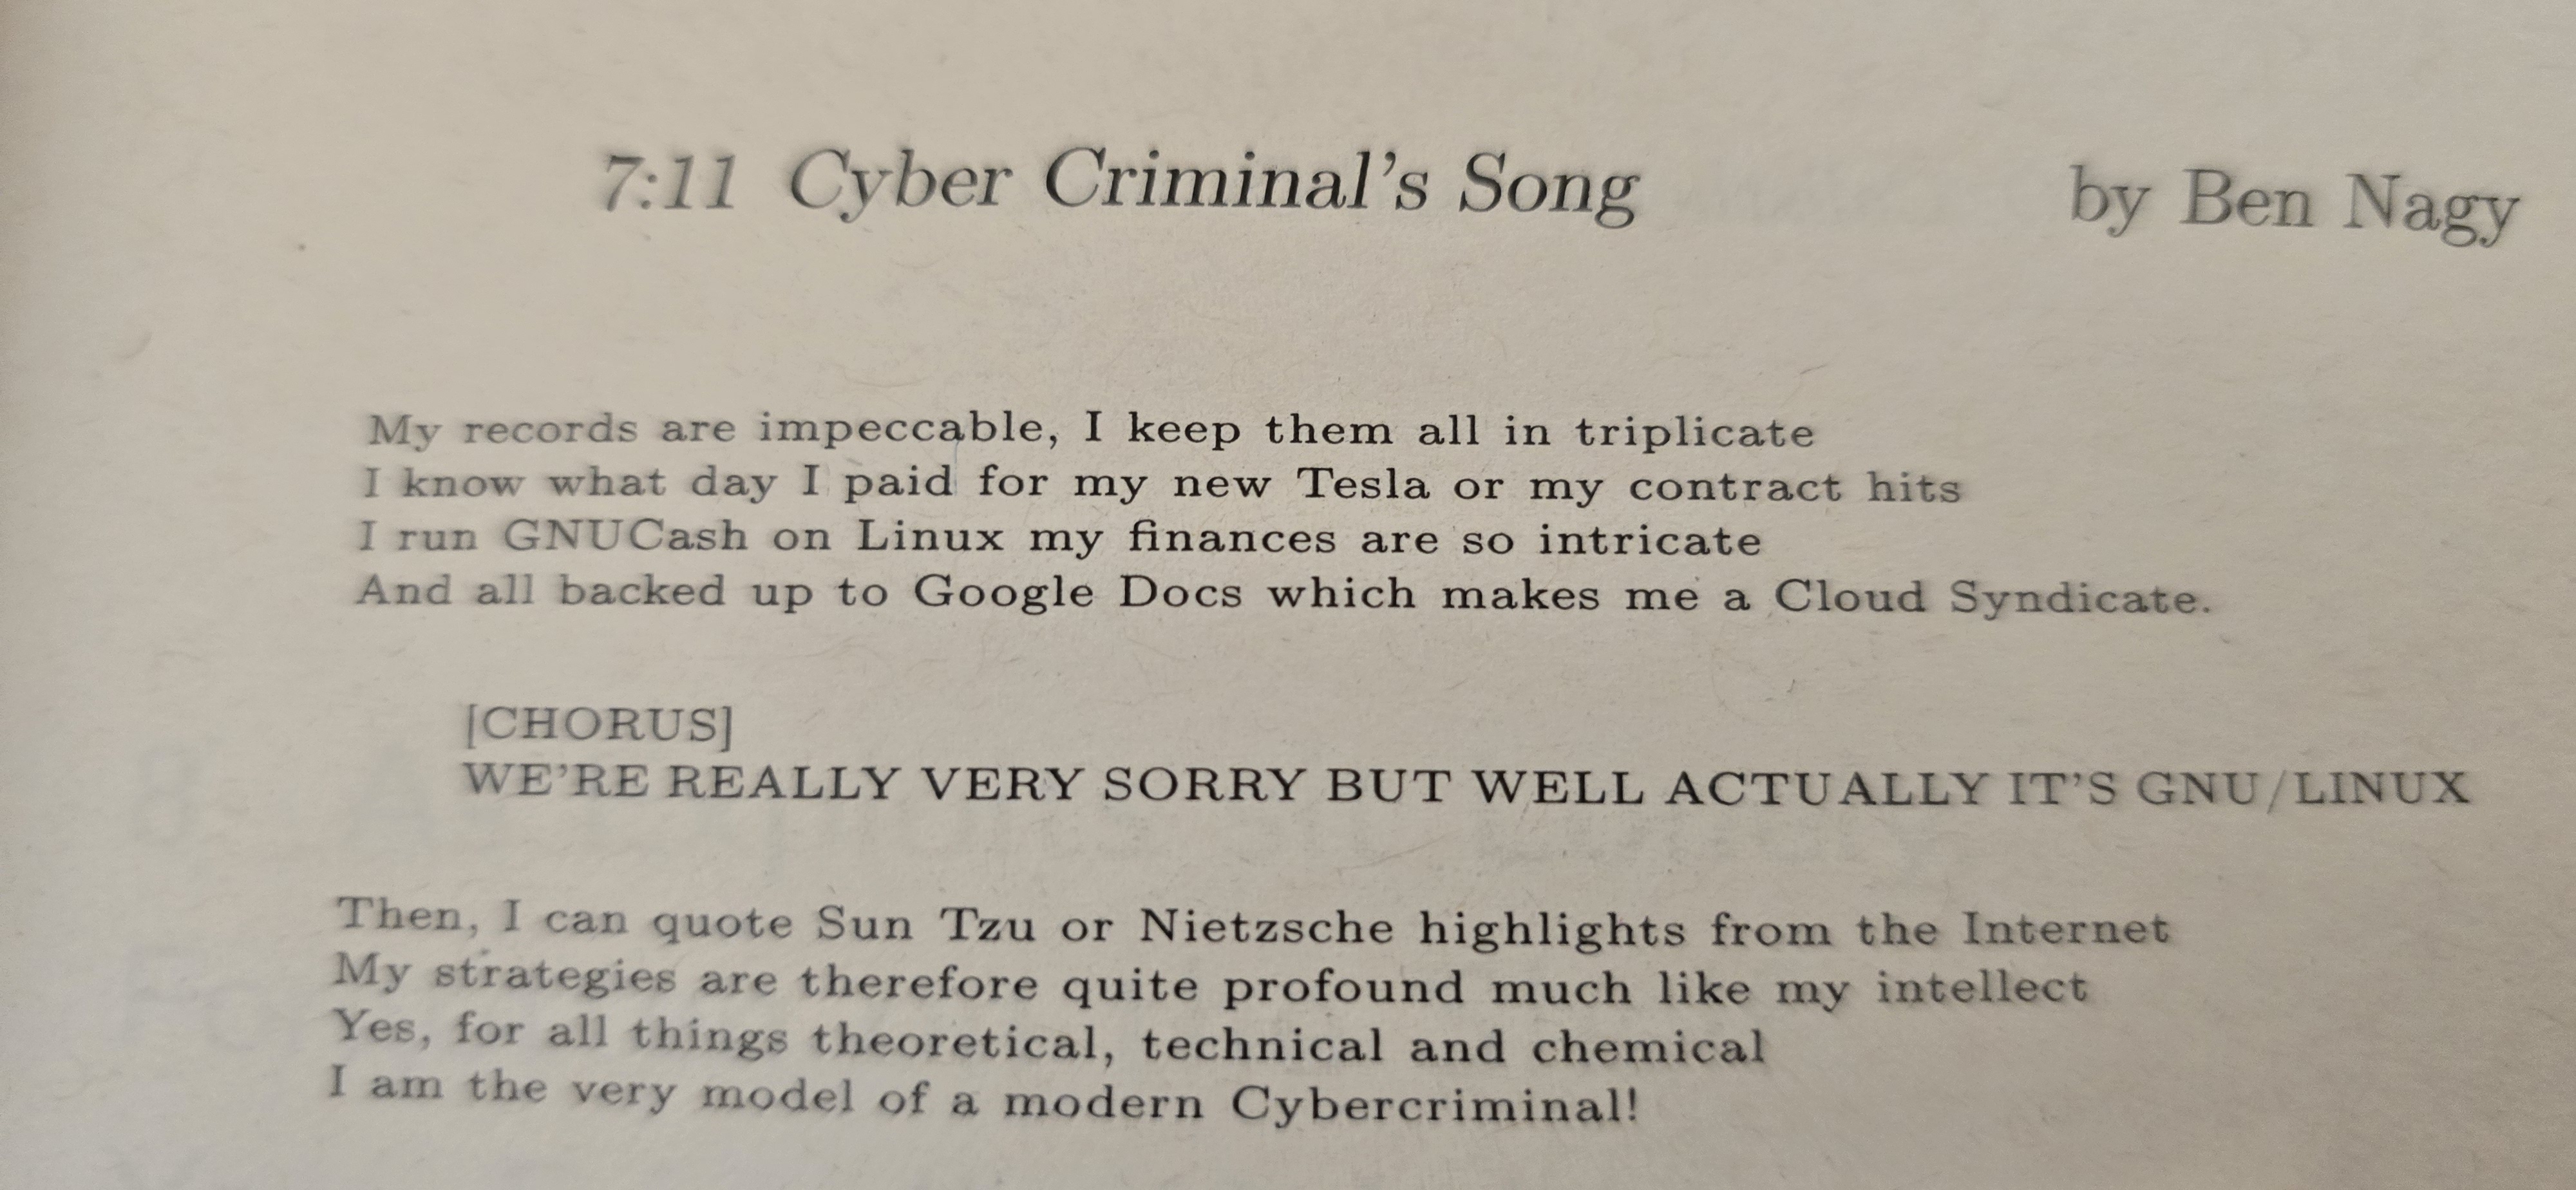 7:11 Cyber Criminal's Song by Ben Nagy
My records are impeccable, I keep them all in triplicate
I know what day I paid for my new Tesla or my contract hits
I run GNUCash on Linux my finances are so intricate
And all backed up to Google Docs which makes me a Cloud Syndicate.
[CHORUS]
WE'RE REALLY VERY SORRY BUT WELL ACTUALLY IT'S GNU/LINUX
Then, I can quote Sun Tzu or Nietzsche highlights from the Internet
My strategies are therefore quite profound much like my intellect
Yes, for all things theoretical, technical and chemical
I am the very model of a modern Cybercriminal!